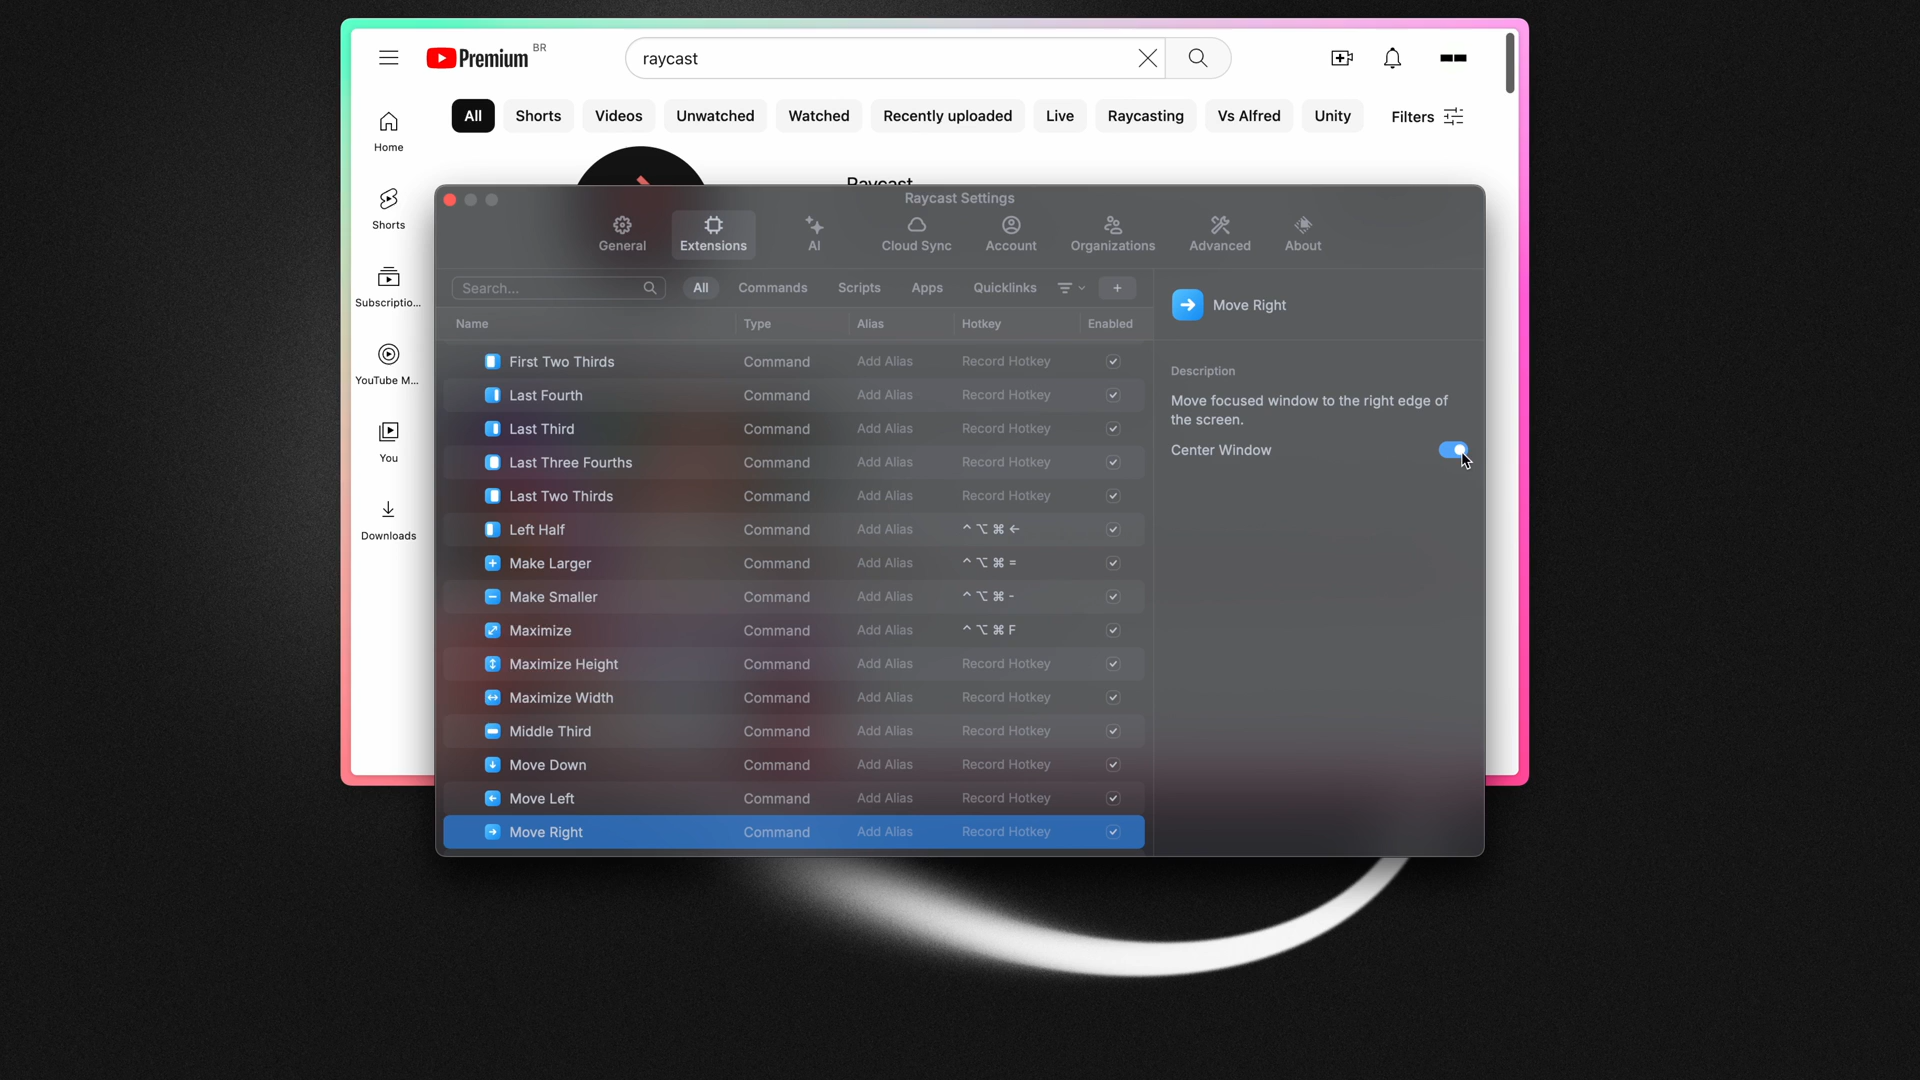 Premium BR
raycast
All Shorts Videos Unwatched Watched Recently uploaded Live Raycasting Vs Alfred Unity Filters
Home
Shorts
Subscriptio...
YouTube M...
You
Downloads
Raycast
Raycast Settings
General Extensions AI Cloud Sync Account Organizations Advanced About
Search... All Commands Scripts Apps Quicklinks +
Name Type Alias Hotkey Enabled
First Two Thirds Command Add Alias Record Hotkey
Last Fourth Command Add Alias Record Hotkey
Last Third Command Add Alias Record Hotkey
Last Three Fourths Command Add Alias Record Hotkey
Last Two Thirds Command Add Alias Record Hotkey
Left Half Command Add Alias ^⌥⌘←
Make Larger Command Add Alias ^⌥⌘=
Make Smaller Command Add Alias ^⌥⌘-
Maximize Command Add Alias ^⌥⌘F
Maximize Height Command Add Alias Record Hotkey
Maximize Width Command Add Alias Record Hotkey
Middle Third Command Add Alias Record Hotkey
Move Down Command Add Alias Record Hotkey
Move Left Command Add Alias Record Hotkey
Move Right Command Add Alias Record Hotkey
Move Right
Description
Move focused window to the right edge of
the screen.
Center Window